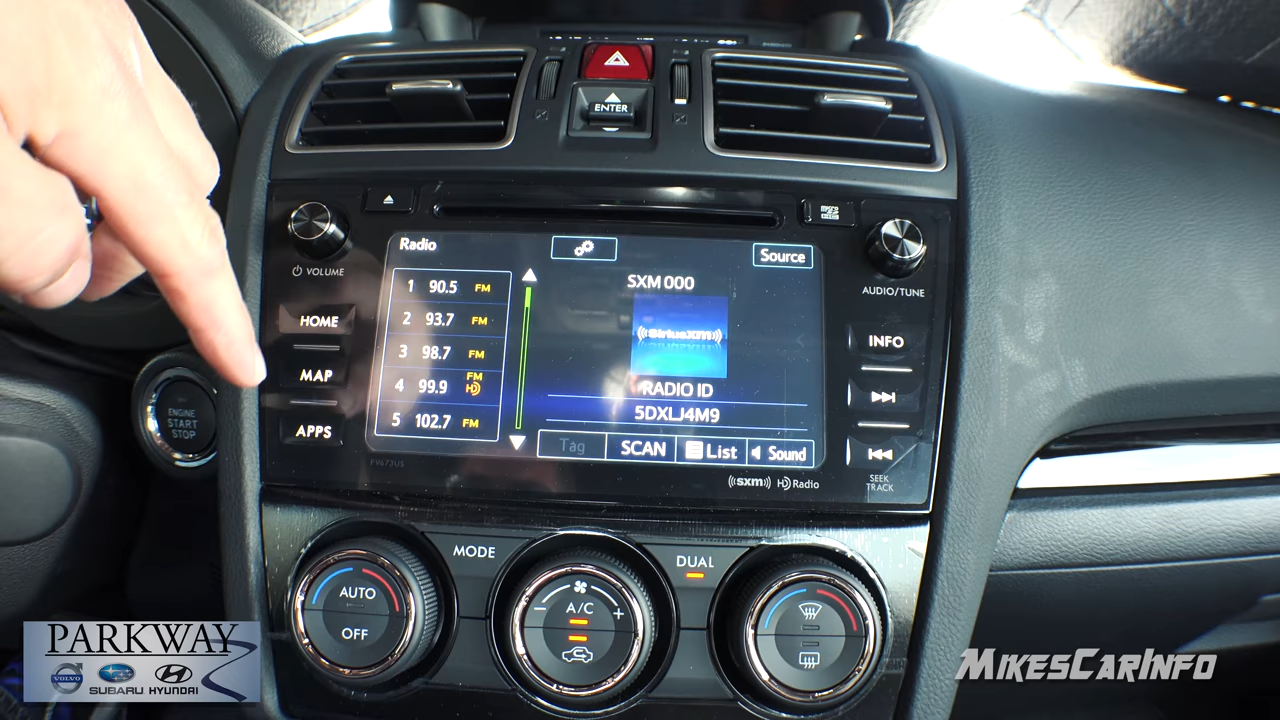 ENTER
VOLUME
AUDIO/TUNE
HOME
MAP
APPS
INFO
SEEK
TRACK
ENGINE
START
STOP
Radio
Source
1 90.5 FM
2 93.7 FM
3 98.7 FM
4 99.9 FM HD
5 102.7 FM
SXM 000
((SiriusXM))
RADIO ID
5DXLJ4M9
Tag SCAN List Sound
((sxm)) HD Radio
MODE
DUAL
AUTO
OFF
A/C
- +
PARKWAY
VOLVO SUBARU HYUNDAI
MIKESCARINFO